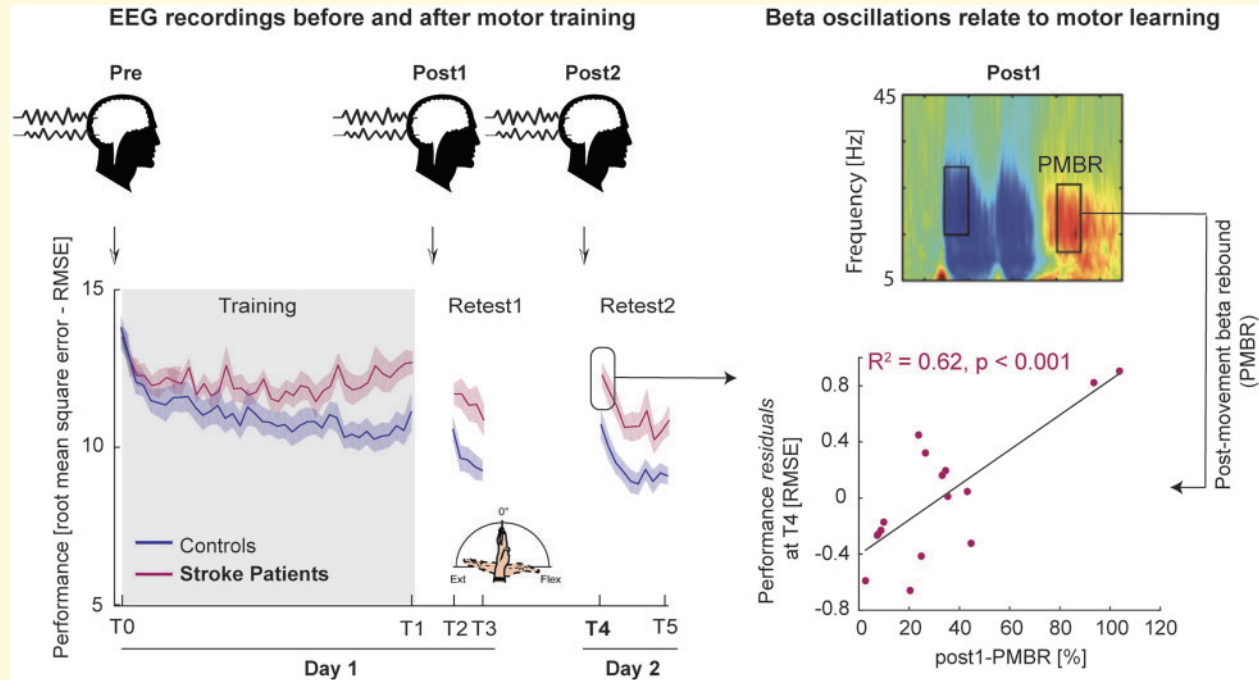 EEG recordings before and after motor training
Pre
Post1
Post2
Performance [root mean square error - RMSE]
15
10
5
Training
Retest1
Retest2
Controls
Stroke Patients
0°
Ext
Flex
T0
T1
T2
T3
T4
T5
Day 1
Day 2
Beta oscillations relate to motor learning
Post1
45
Frequency [Hz]
5
PMBR
Post-movement beta rebound
(PMBR)
R² = 0.62, p < 0.001
Performance residuals
at T4 [RMSE]
0.8
0.4
0
-0.4
-0.8
0
20
40
60
80
100
120
post1-PMBR [%]